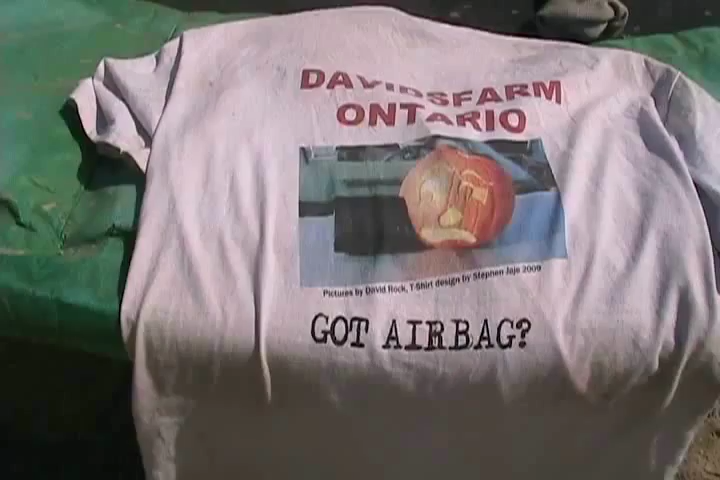 DAVIDSFARM
ONTARIO
Pictures by David Rock, T-Shirt design by Stephen Jaje 2009
GOT AIRBAG?